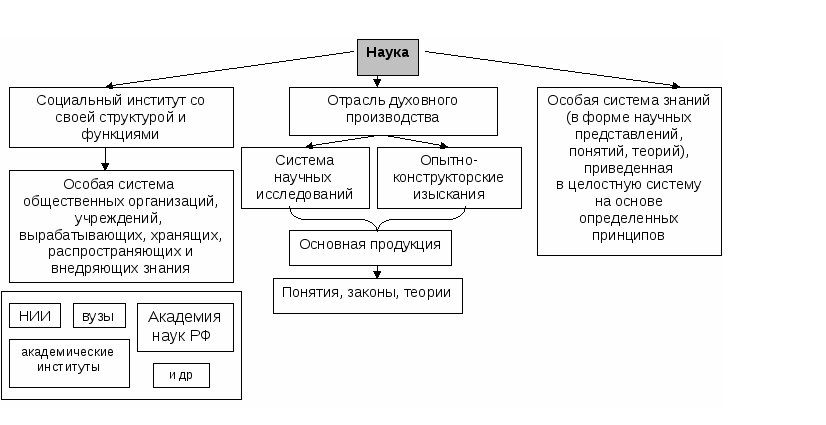 Наука
Социальный институт со
своей структурой и
функциями
Отрасль духовного
производства
Особая система знаний
(в форме научных
представлений,
понятий, теорий),
приведенная
в целостную систему
на основе
определенных
принципов
Система
научных
исследований
Опытно-
конструкторские
изыскания
Особая система
общественных организаций,
учреждений,
вырабатывающих, хранящих,
распространяющих и
внедряющих знания
Основная продукция
Понятия, законы, теории
НИИ
вузы
Академия
наук РФ
академические
институты
и др